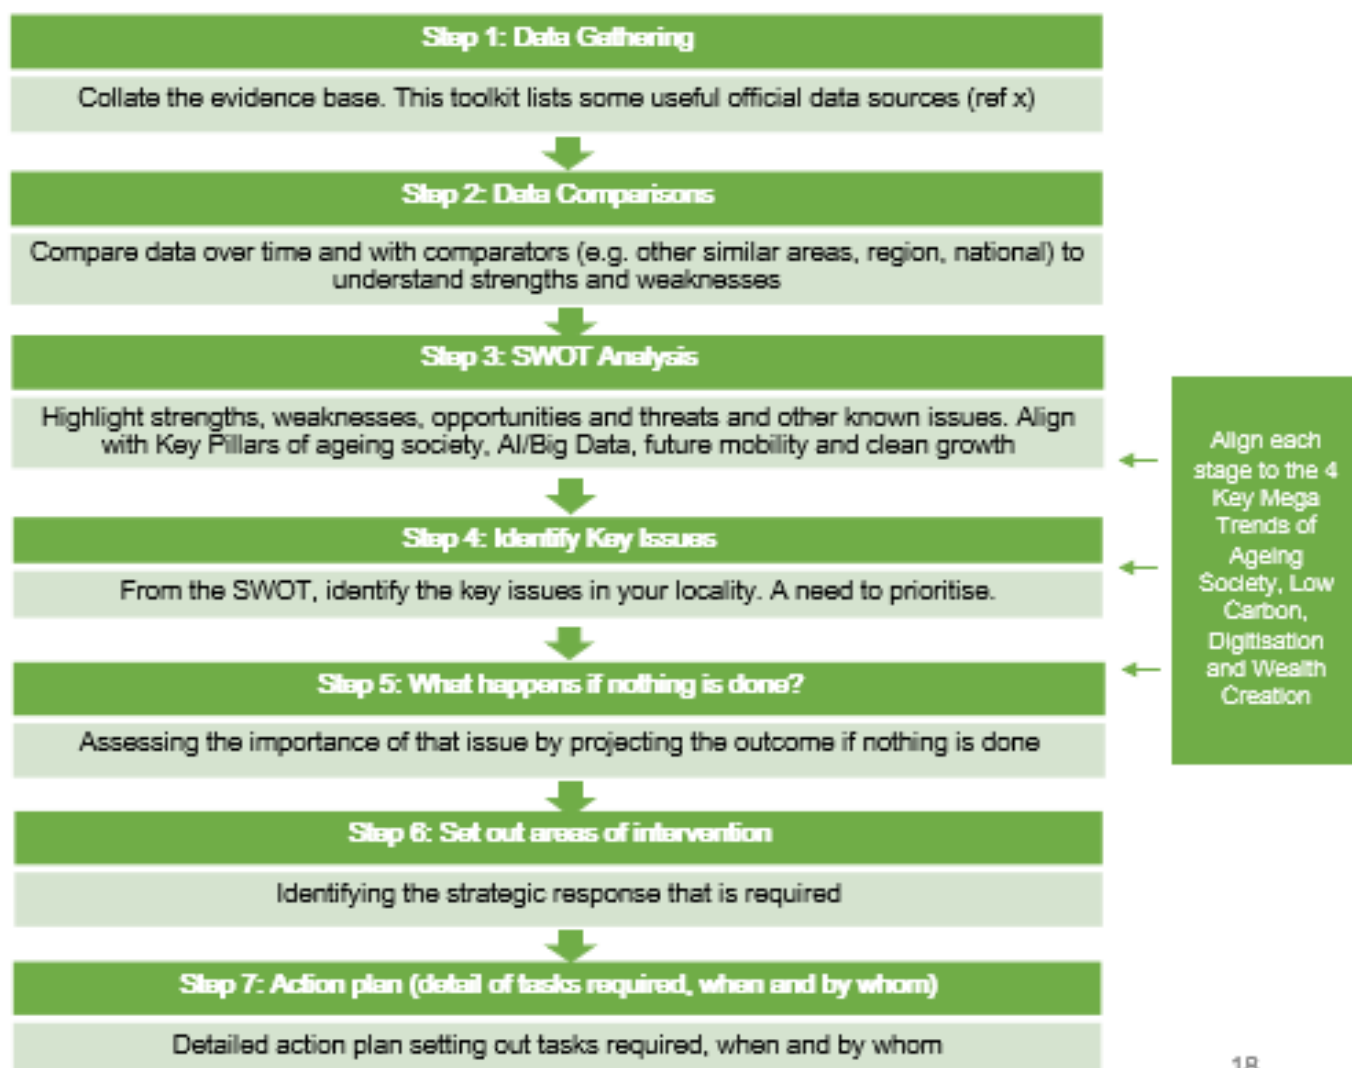 Step 1: Data Gathering
Collate the evidence base. This toolkit lists some useful official data sources (ref x)
Step 2: Data Comparisons
Compare data over time and with comparators (e.g. other similar areas, region, national) to
understand strengths and weaknesses
Step 3: SWOT Analysis
Highlight strengths, weaknesses, opportunities and threats and other known issues. Align
with Key Pillars of ageing society, AI/Big Data, future mobility and clean growth
Step 4: Identify Key Issues
From the SWOT, identify the key issues in your locality. A need to prioritise.
Step 5: What happens if nothing is done?
Assessing the importance of that issue by projecting the outcome if nothing is done
Step 6: Set out areas of intervention
Identifying the strategic response that is required
Step 7: Action plan (detail of tasks required, when and by whom)
Detailed action plan setting out tasks required, when and by whom
Align each
stage to the 4
Key Mega
Trends of
Ageing
Society, Low
Carbon,
Digitisation
and Wealth
Creation
18